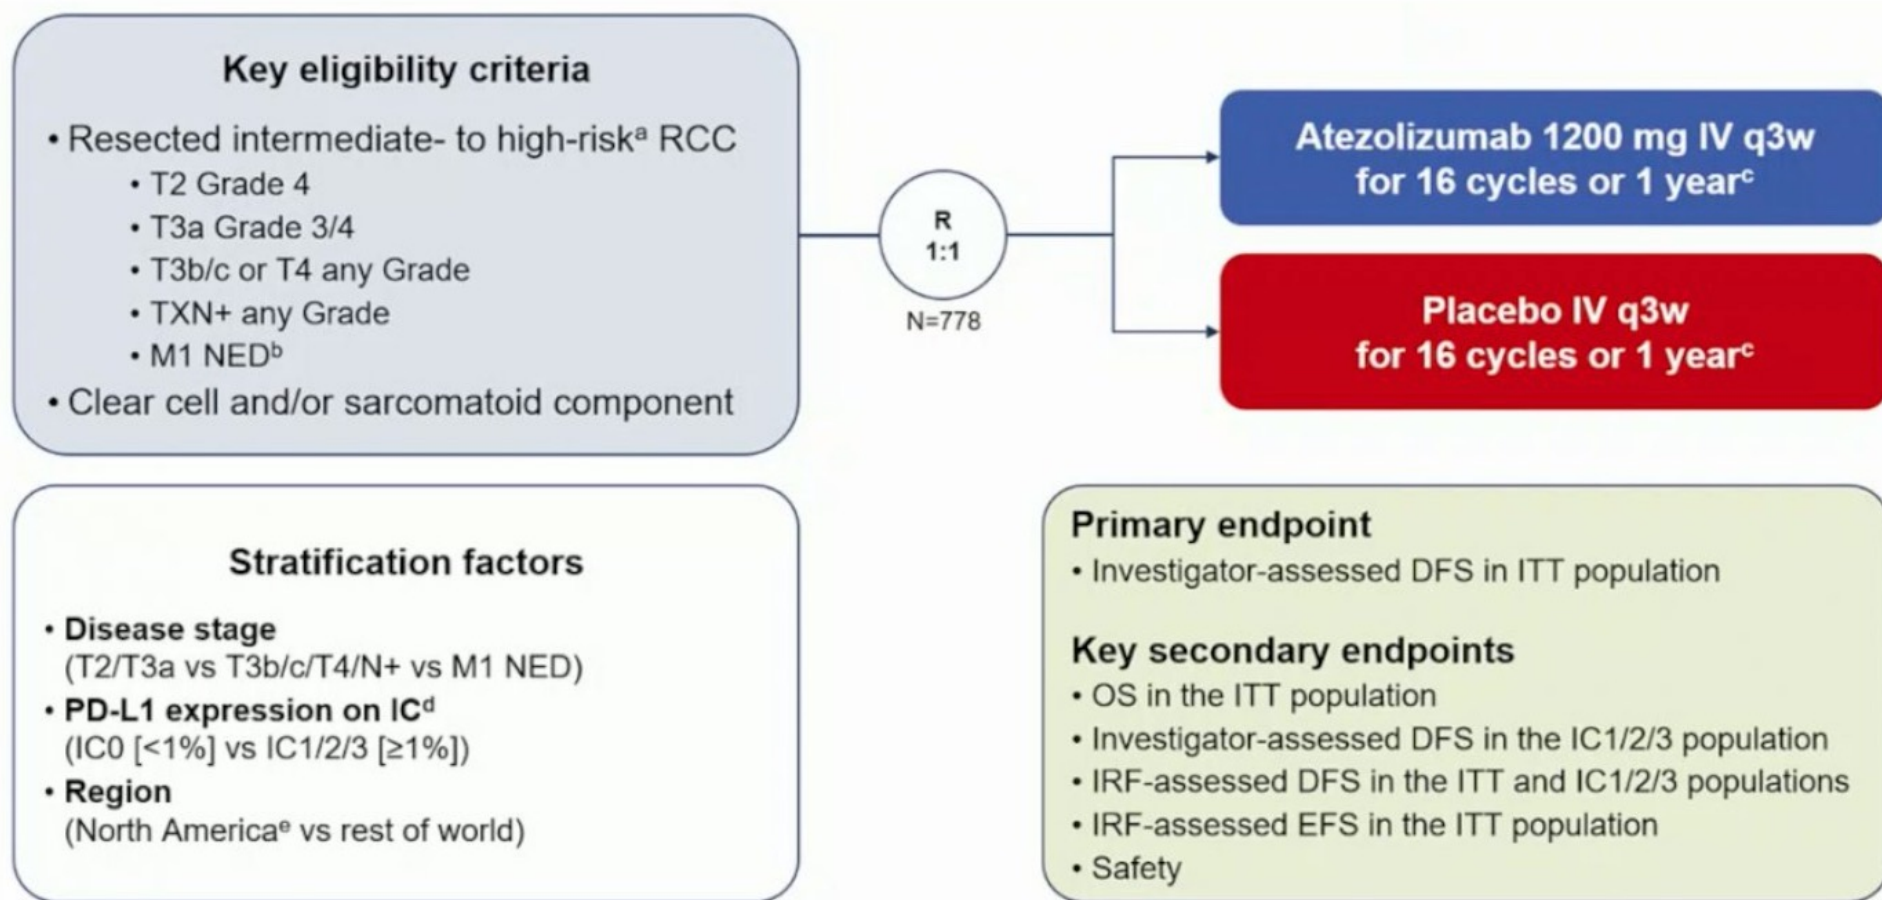 Key eligibility criteria
• Resected intermediate- to high-riskᵃ RCC
• T2 Grade 4
• T3a Grade 3/4
• T3b/c or T4 any Grade
• TXN+ any Grade
• M1 NEDᵇ
• Clear cell and/or sarcomatoid component
R
1:1
N=778
Atezolizumab 1200 mg IV q3w
for 16 cycles or 1 yearᶜ
Placebo IV q3w
for 16 cycles or 1 yearᶜ
Stratification factors
• Disease stage
(T2/T3a vs T3b/c/T4/N+ vs M1 NED)
• PD-L1 expression on ICᵈ
(IC0 [<1%] vs IC1/2/3 [≥1%])
• Region
(North Americaᵉ vs rest of world)
Primary endpoint
• Investigator-assessed DFS in ITT population
Key secondary endpoints
• OS in the ITT population
• Investigator-assessed DFS in the IC1/2/3 population
• IRF-assessed DFS in the ITT and IC1/2/3 populations
• IRF-assessed EFS in the ITT population
• Safety